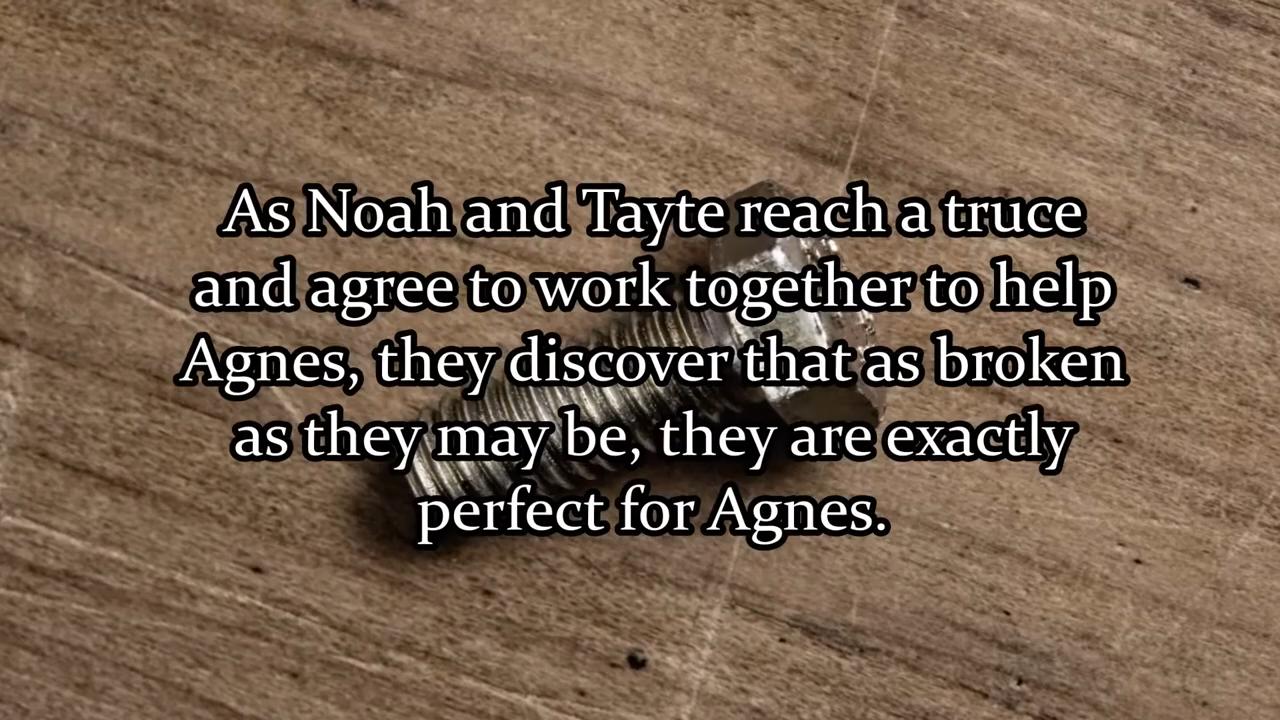 As Noah and Tayte reach a truce
and agree to work together to help
Agnes, they discover that as broken
as they may be, they are exactly
perfect for Agnes.